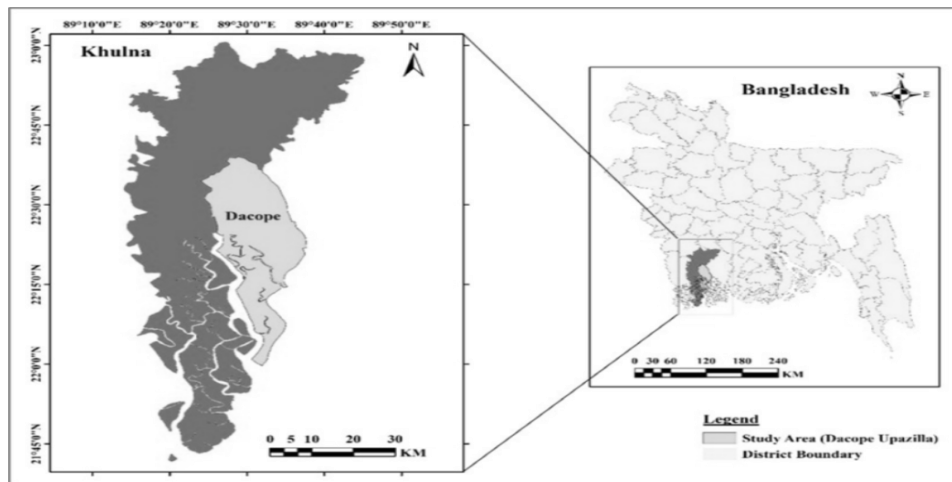 89°10'0"E 89°20'0"E 89°30'0"E 89°40'0"E 89°50'0"E
Khulna
N
23°0'0"N
22°45'0"N
22°30'0"N
22°15'0"N
22°0'0"N
21°45'0"N
Dacope
0 5 10 20 30
KM
Bangladesh
N
W E
S
0 30 60 120 180 240
KM
Legend
Study Area (Dacope Upazilla)
District Boundary